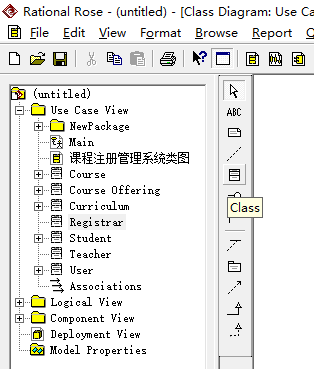 Rational Rose - (untitled) - [Class Diagram: Use Ca
File Edit View Format Browse Report
(untitled)
Use Case View
NewPackage
Main
课程注册管理系统类图
Course
Course Offering
Curriculum
Registrar
Student
Teacher
User
Associations
Logical View
Component View
Deployment View
Model Properties
ABC
Class